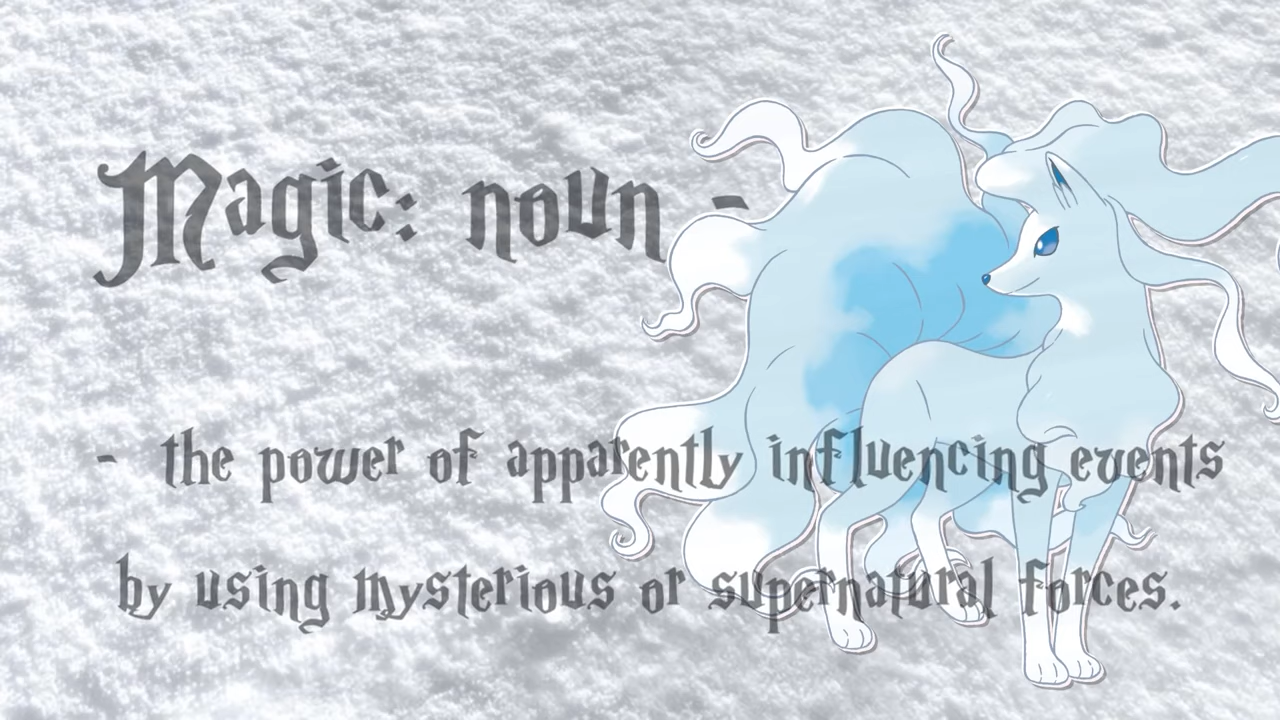 Magic: noun -
- the power of apparently influencing events
by using mysterious or supernatural forces.